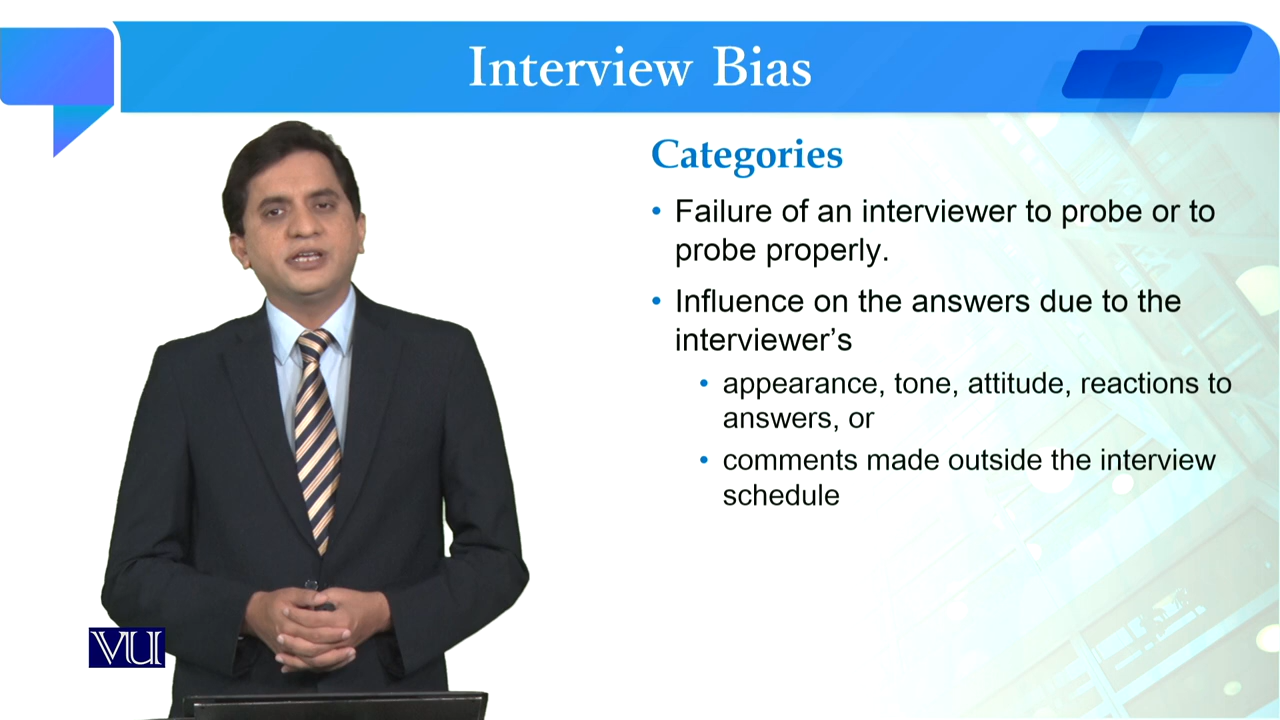 Interview Bias
Categories
• Failure of an interviewer to probe or to
probe properly.
• Influence on the answers due to the
interviewer’s
• appearance, tone, attitude, reactions to
answers, or
• comments made outside the interview
schedule
VU